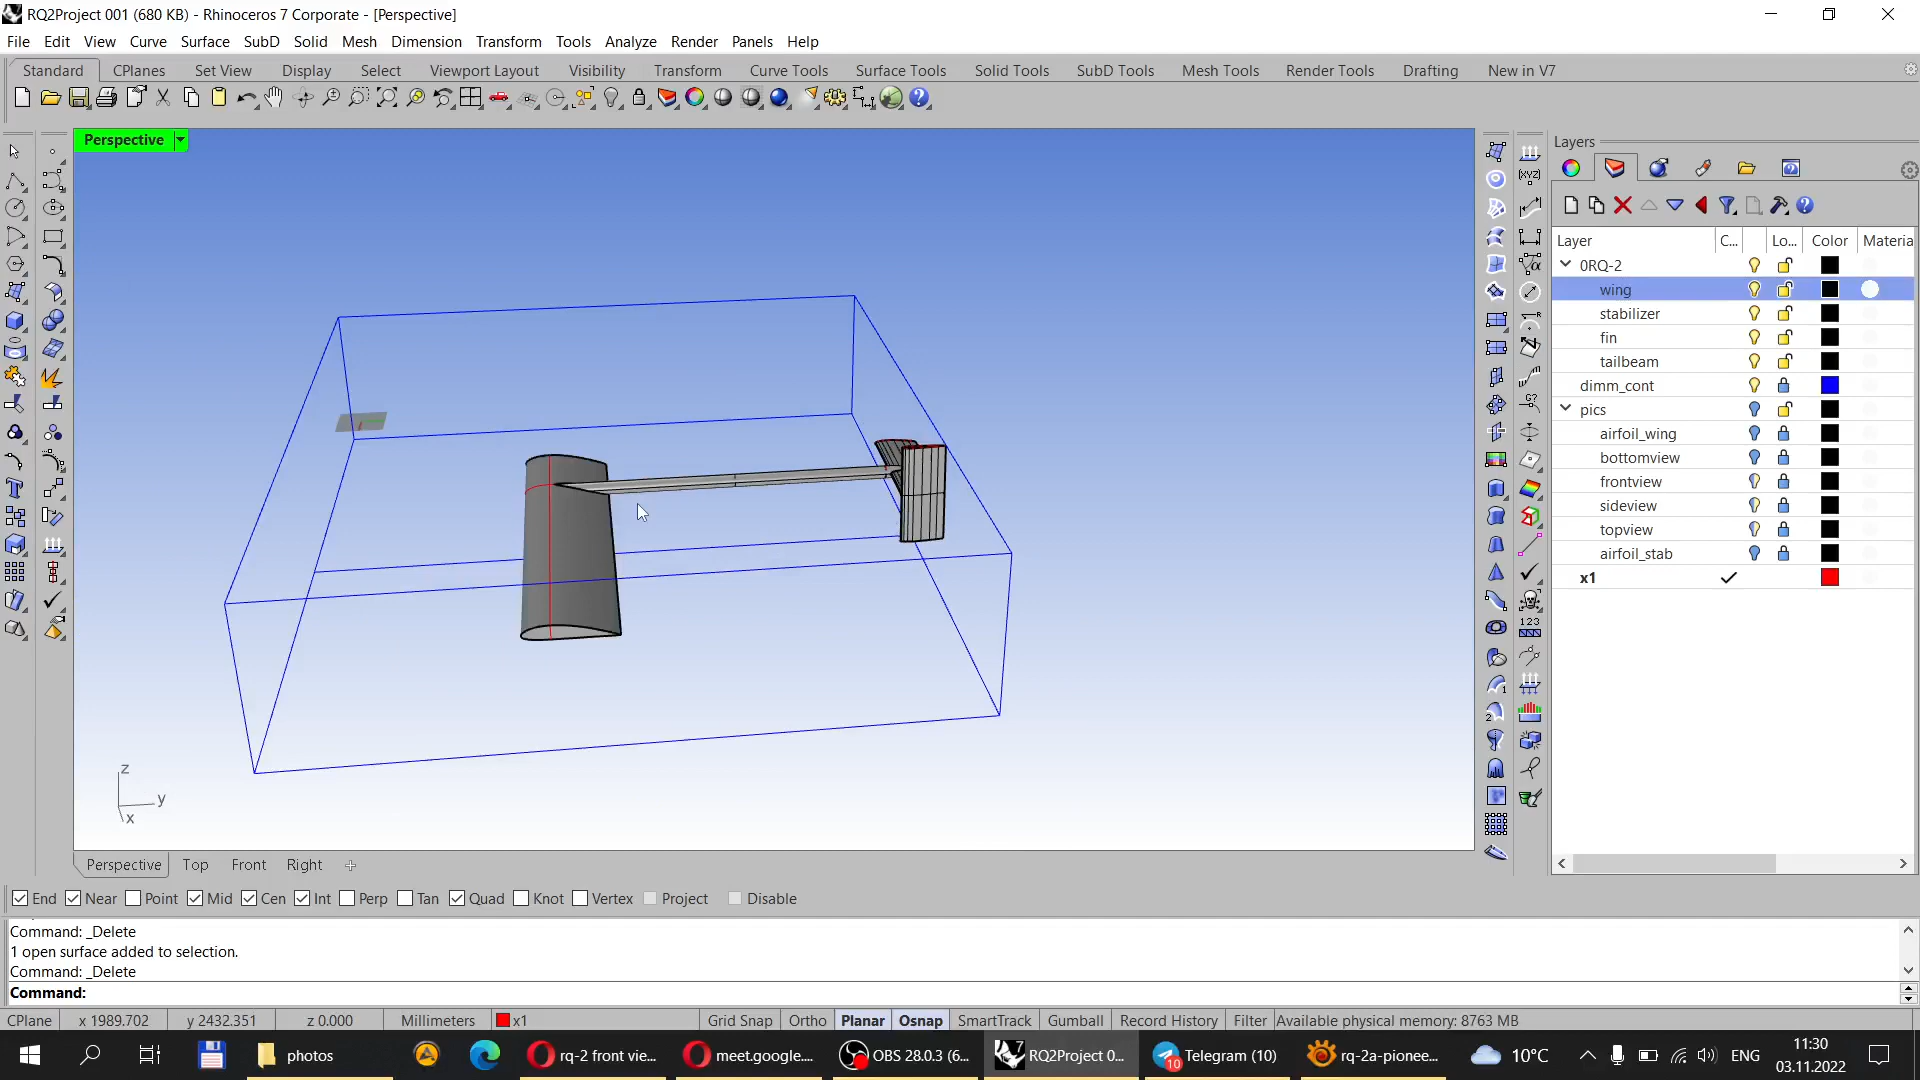 RQ2Project 001 (680 KB) - Rhinoceros 7 Corporate - [Perspective]
File Edit View Curve Surface SubD Solid Mesh Dimension Transform Tools Analyze Render Panels Help
Standard CPlanes Set View Display Select Viewport Layout Visibility Transform Curve Tools Surface Tools Solid Tools SubD Tools Mesh Tools Render Tools Drafting New in V7
Perspective
Layers
Layer C... Lo... Color Materia
0RQ-2
wing
stabilizer
fin
tailbeam
dimm_cont
pics
airfoil_wing
bottomview
frontview
sideview
topview
airfoil_stab
x1
z
y
x
Perspective Top Front Right
End Near Point Mid Cen Int Perp Tan Quad Knot Vertex Project Disable
Command: _Delete
1 open surface added to selection.
Command: _Delete
Command:
CPlane x 1989.702 y 2432.351 z 0.000 Millimeters x1 Grid Snap Ortho Planar Osnap SmartTrack Gumball Record History Filter Available physical memory: 8763 MB
photos rq-2 front vie... meet.google.... OBS 28.0.3 (6... RQ2Project 0... Telegram (10) rq-2a-pionee... 10°C ENG 11:30
03.11.2022